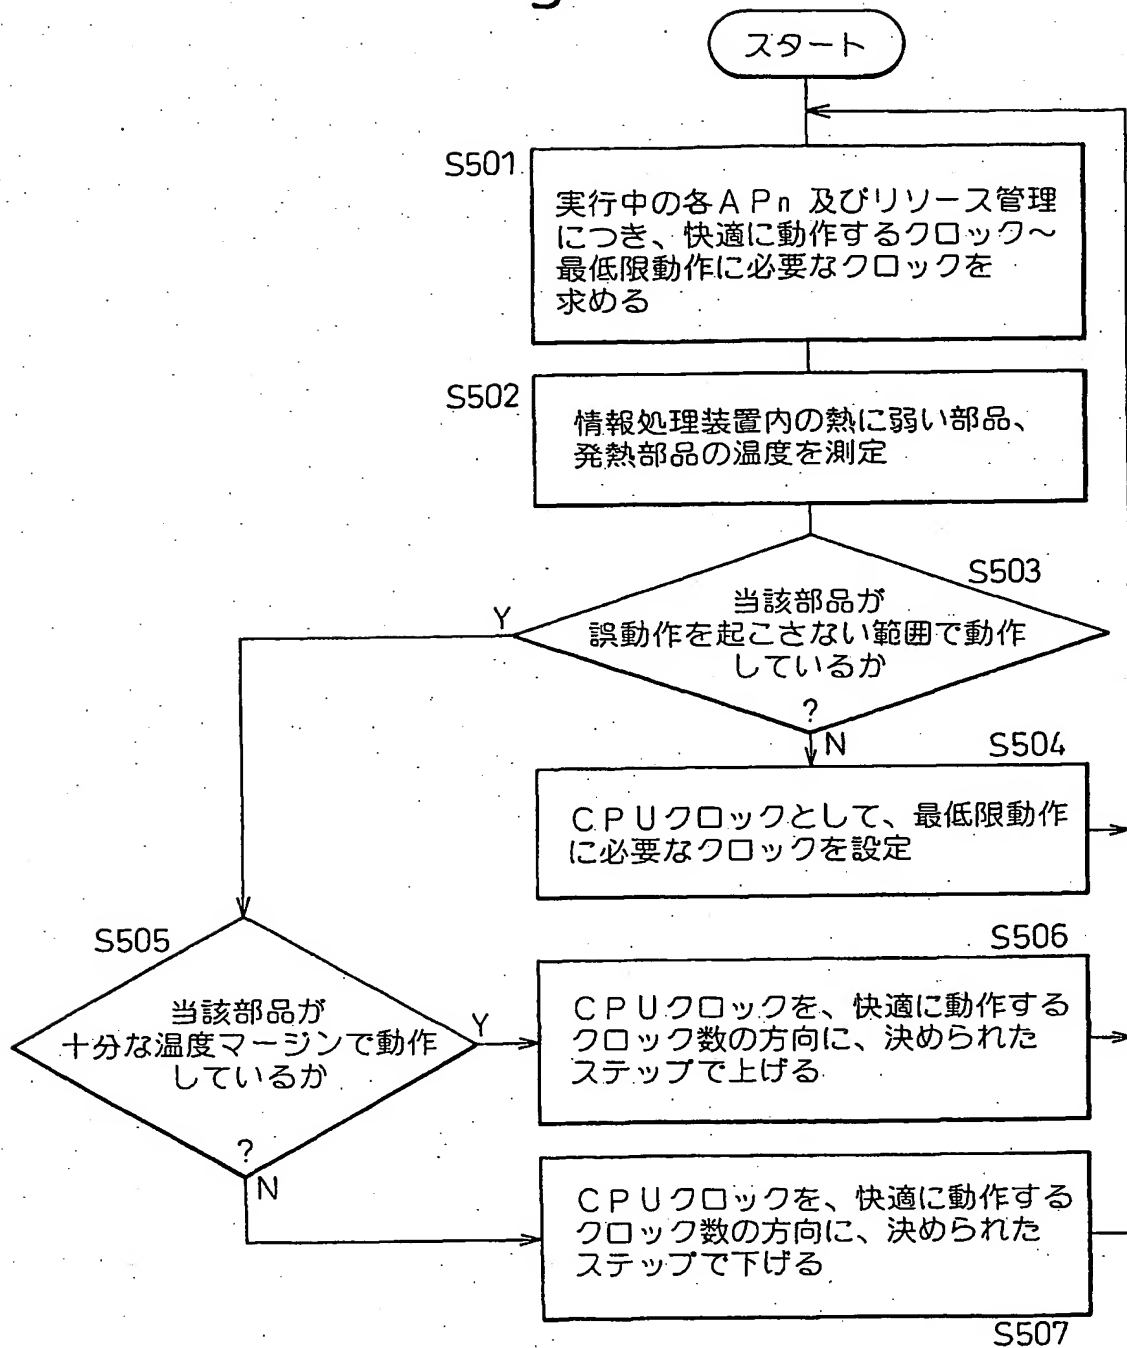 スタート
S501
実行中の各APn 及びリソース管理
につき、快適に動作するクロック～
最低限動作に必要なクロックを
求める
S502
情報処理装置内の熱に弱い部品、
発熱部品の温度を測定
S503
当該部品が
誤動作を起こさない範囲で動作
しているか
?
Y
N
S504
CPUクロックとして、最低限動作
に必要なクロックを設定
S505
当該部品が
十分な温度マージンで動作
しているか
?
Y
N
S506
CPUクロックを、快適に動作する
クロック数の方向に、決められた
ステップで上げる
CPUクロックを、快適に動作する
クロック数の方向に、決められた
ステップで下げる
S507